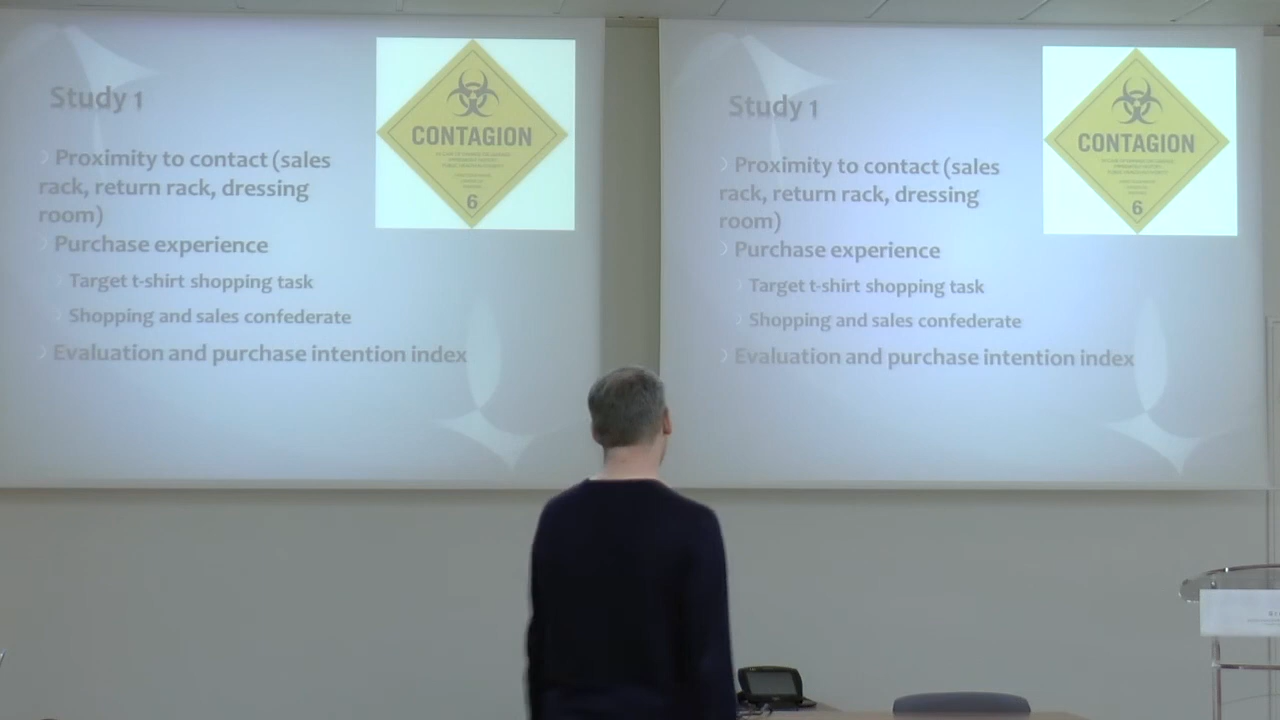 Study 1
Proximity to contact (sales
rack, return rack, dressing
room)
Purchase experience
Target t-shirt shopping task
Shopping and sales confederate
Evaluation and purchase intention index
CONTAGION
6
Study 1
Proximity to contact (sales
rack, return rack, dressing
room)
Purchase experience
Target t-shirt shopping task
Shopping and sales confederate
Evaluation and purchase intention index
CONTAGION
6